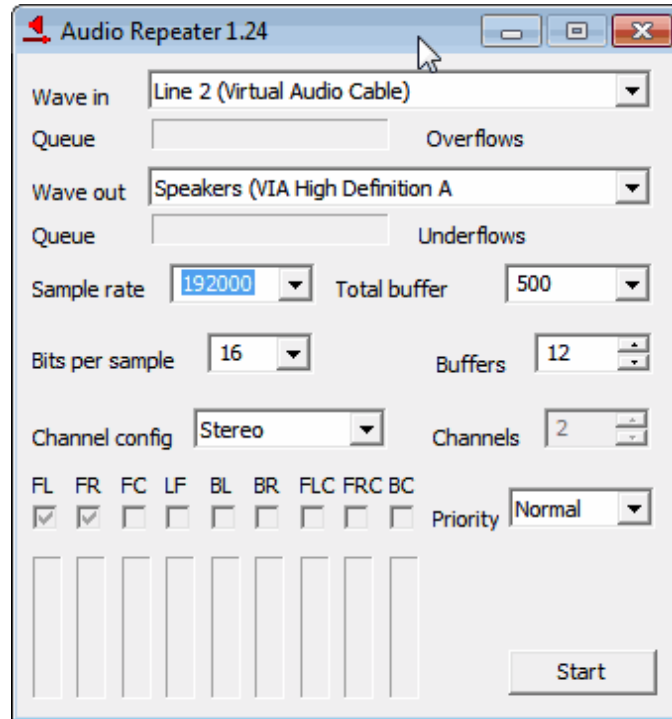 Audio Repeater 1.24
Wave in Line 2 (Virtual Audio Cable)
Queue Overflows
Wave out Speakers (VIA High Definition A
Queue Underflows
Sample rate 192000 Total buffer 500
Bits per sample 16 Buffers 12
Channel config Stereo Channels 2
FL FR FC LF BL BR FLC FRC BC
Priority Normal
Start